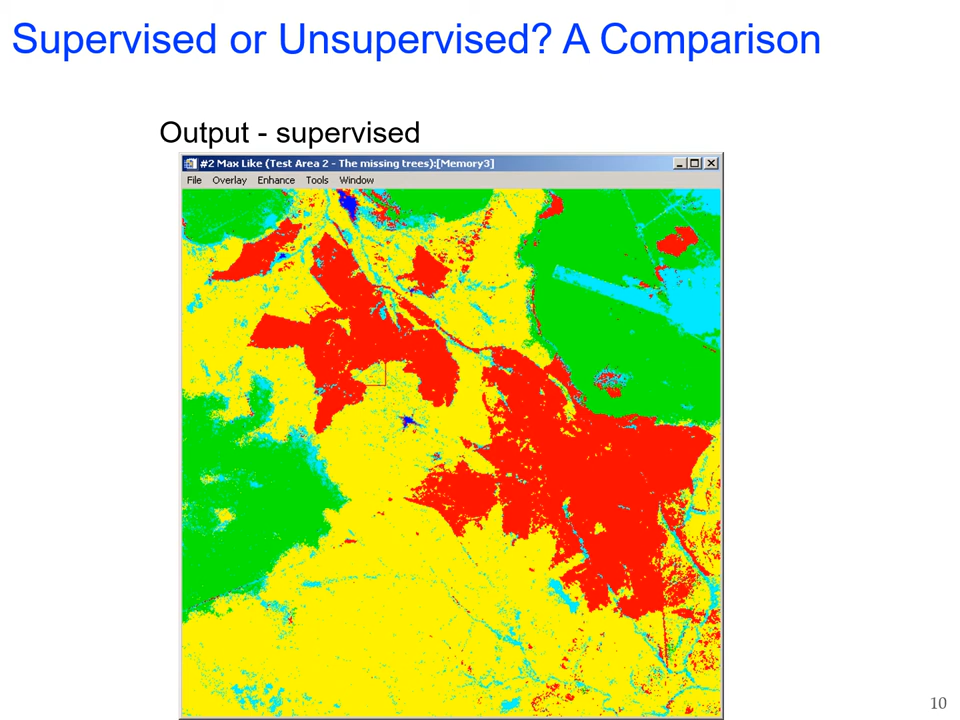 Supervised or Unsupervised? A Comparison
Output - supervised
#2 Max Like (Test Area 2 - The missing trees):[Memory3]
File Overlay Enhance Tools Window
10